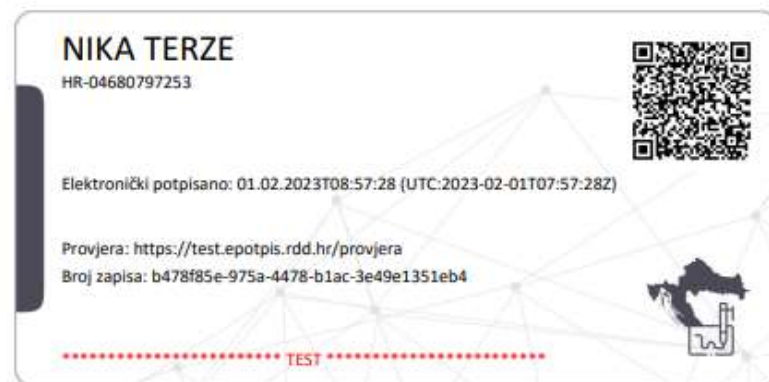 NIKA TERZE
HR-04680797253
Elektronički potpisano: 01.02.2023T08:57:28 (UTC:2023-02-01T07:57:28Z)
Provjera: https://test.epotpis.rdd.hr/provjera
Broj zapisa: b478f85e-975a-4478-b1ac-3e49e1351eb4
************************ TEST ************************